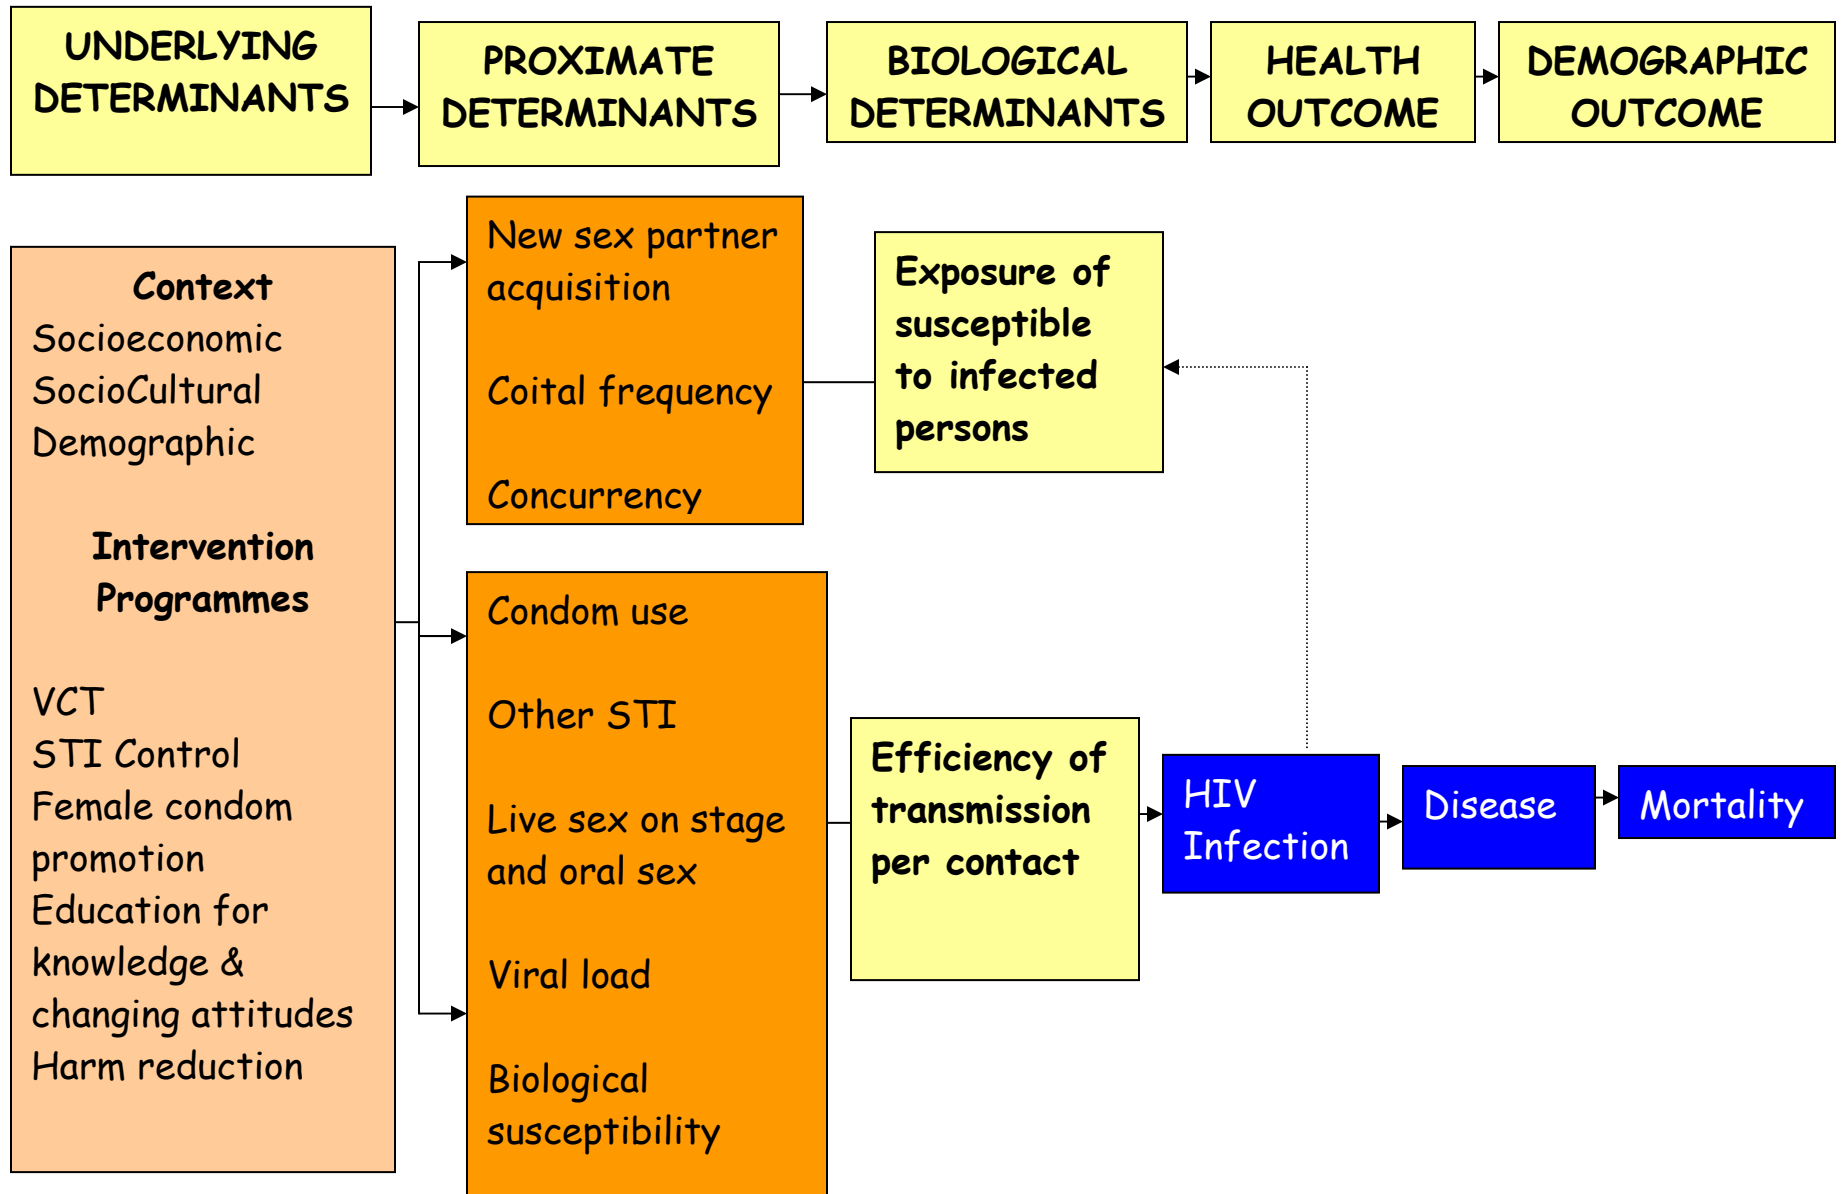 UNDERLYING
DETERMINANTS
PROXIMATE
DETERMINANTS
BIOLOGICAL
DETERMINANTS
HEALTH
OUTCOME
DEMOGRAPHIC
OUTCOME
Context
Socioeconomic
SocioCultural
Demographic
Intervention
Programmes
VCT
STI Control
Female condom
promotion
Education for
knowledge &
changing attitudes
Harm reduction
New sex partner
acquisition
Coital frequency
Concurrency
Condom use
Other STI
Live sex on stage
and oral sex
Viral load
Biological
susceptibility
Exposure of
susceptible
to infected
persons
Efficiency of
transmission
per contact
HIV
Infection
Disease
Mortality